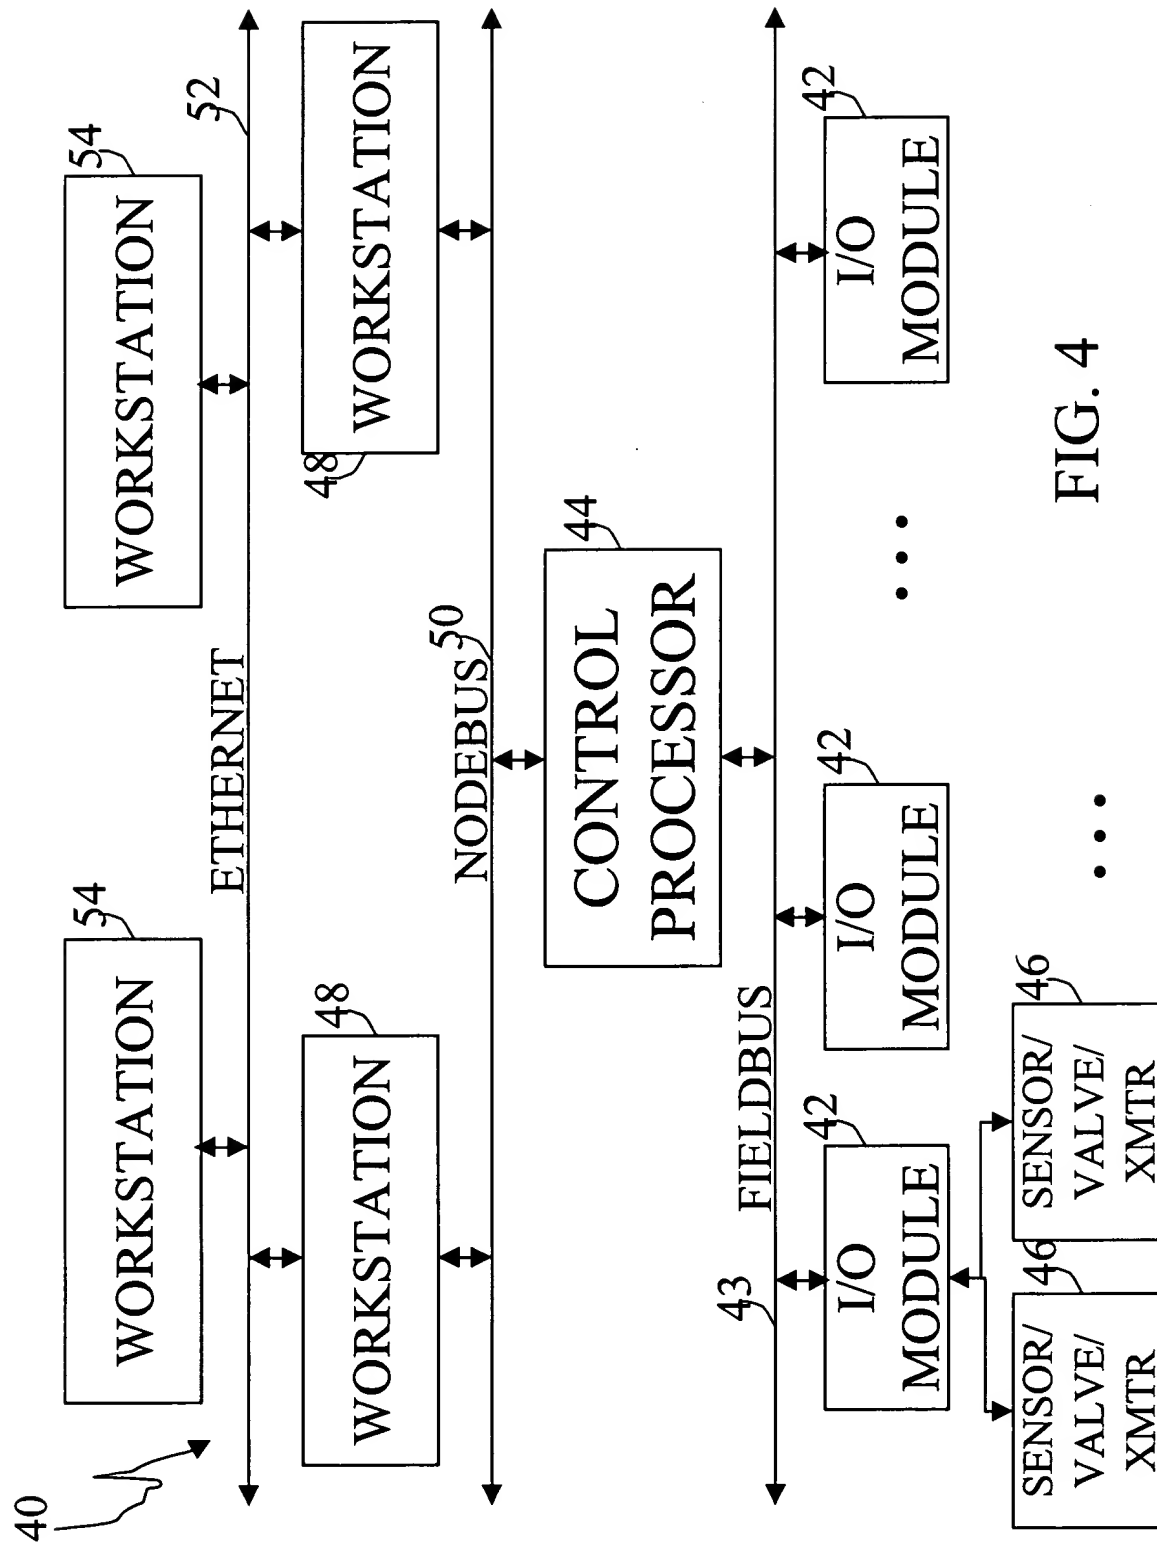 40
54
WORKSTATION
54
WORKSTATION
ETHERNET
52
48
WORKSTATION
48
WORKSTATION
NODEBUS
50
44
CONTROL
PROCESSOR
43
FIELDBUS
42
I/O
MODULE
42
I/O
MODULE
42
I/O
MODULE
46
SENSOR/
VALVE/
XMTR
46
SENSOR/
VALVE/
XMTR
FIG. 4